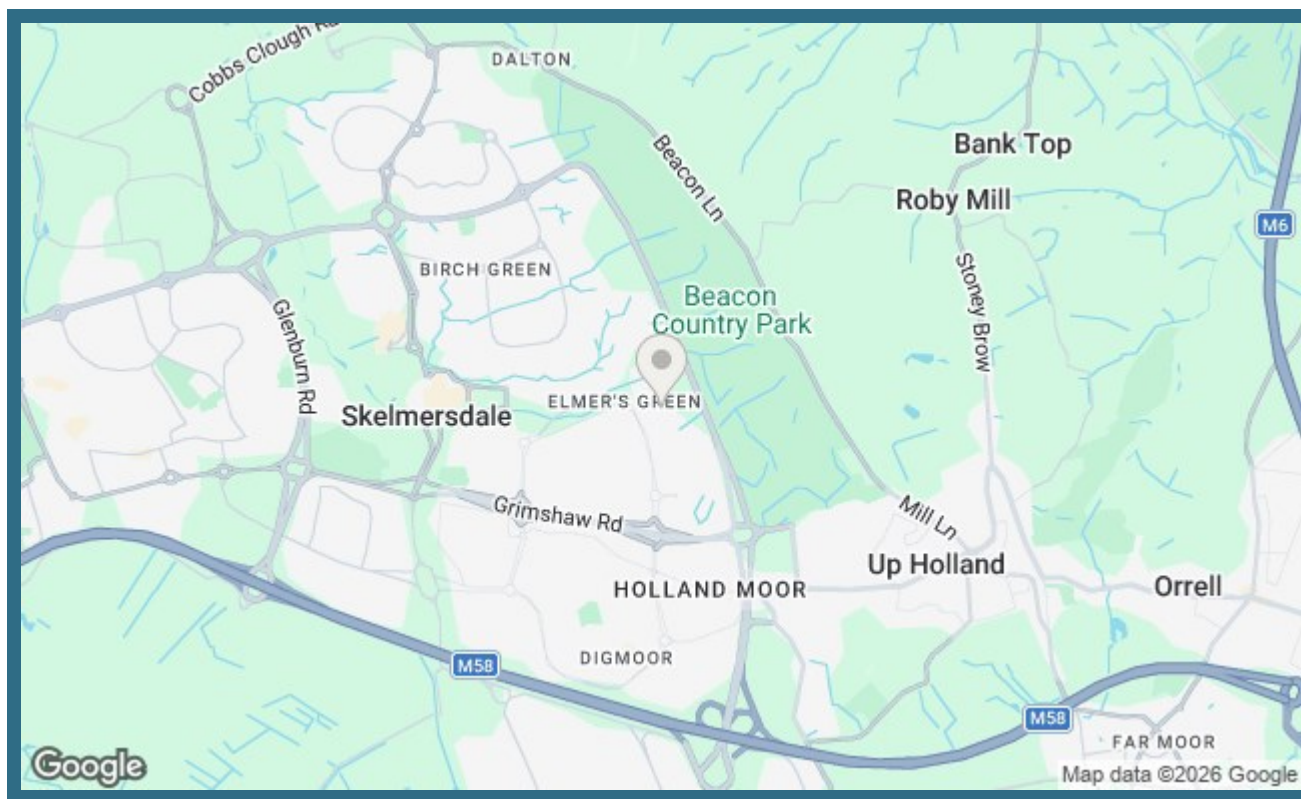 Cobbs Clough Rd
DALTON
Beacon Ln
Bank Top
Roby Mill
M6
BIRCH GREEN
Stoney Brow
Beacon
Country Park
Glenburn Rd
ELMER'S GREEN
Skelmersdale
Grimshaw Rd
Mill Ln
Up Holland
HOLLAND MOOR
Orrell
DIGMOOR
M58
M58
FAR MOOR
Google
Map data ©2026 Google